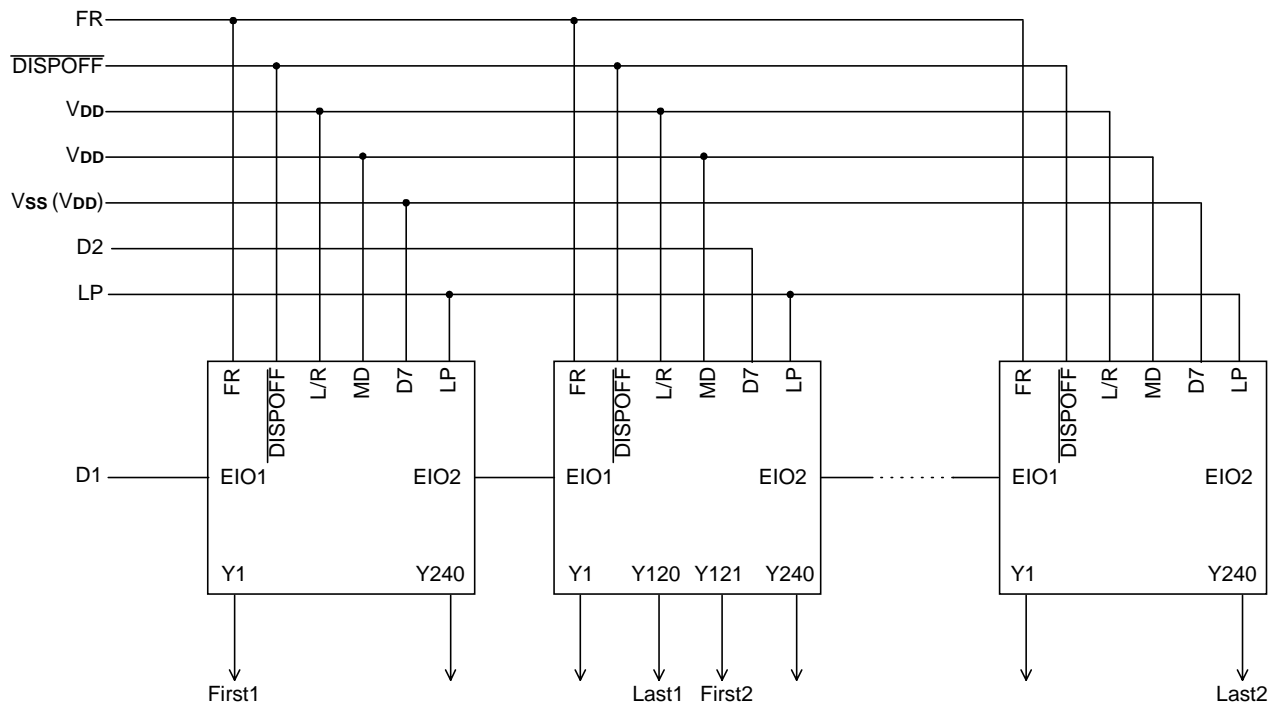 FR
DISPOFF
VDD
VDD
VSS (VDD)
D2
LP
FR DISPOFF L/R MD D7 LP
FR DISPOFF L/R MD D7 LP
FR DISPOFF L/R MD D7 LP
D1
EIO1 EIO2
EIO1 EIO2
EIO1 EIO2
Y1 Y240
Y1 Y120 Y121 Y240
Y1 Y240
First1 Last1 First2 Last2